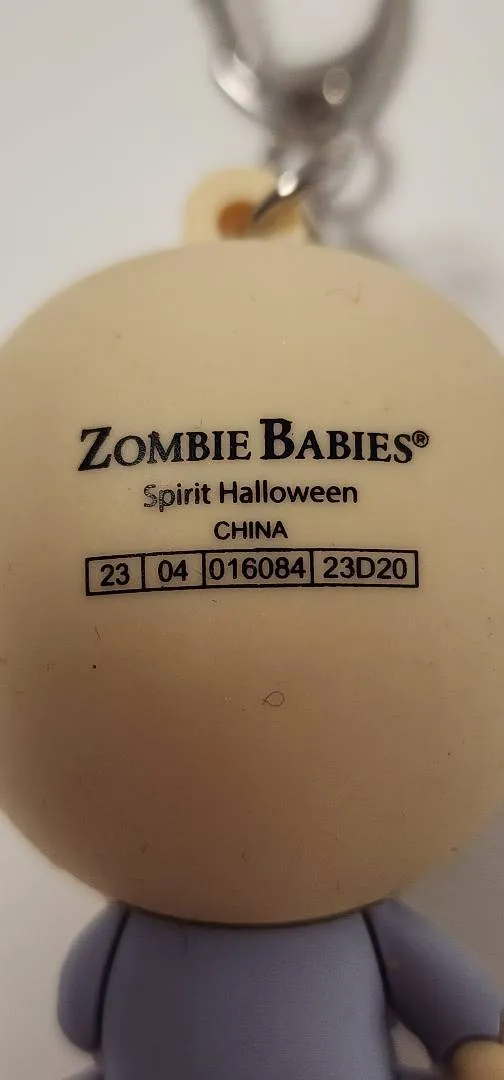 ZOMBIE BABIES®
Spirit Halloween
CHINA
23 04 016084 23D20